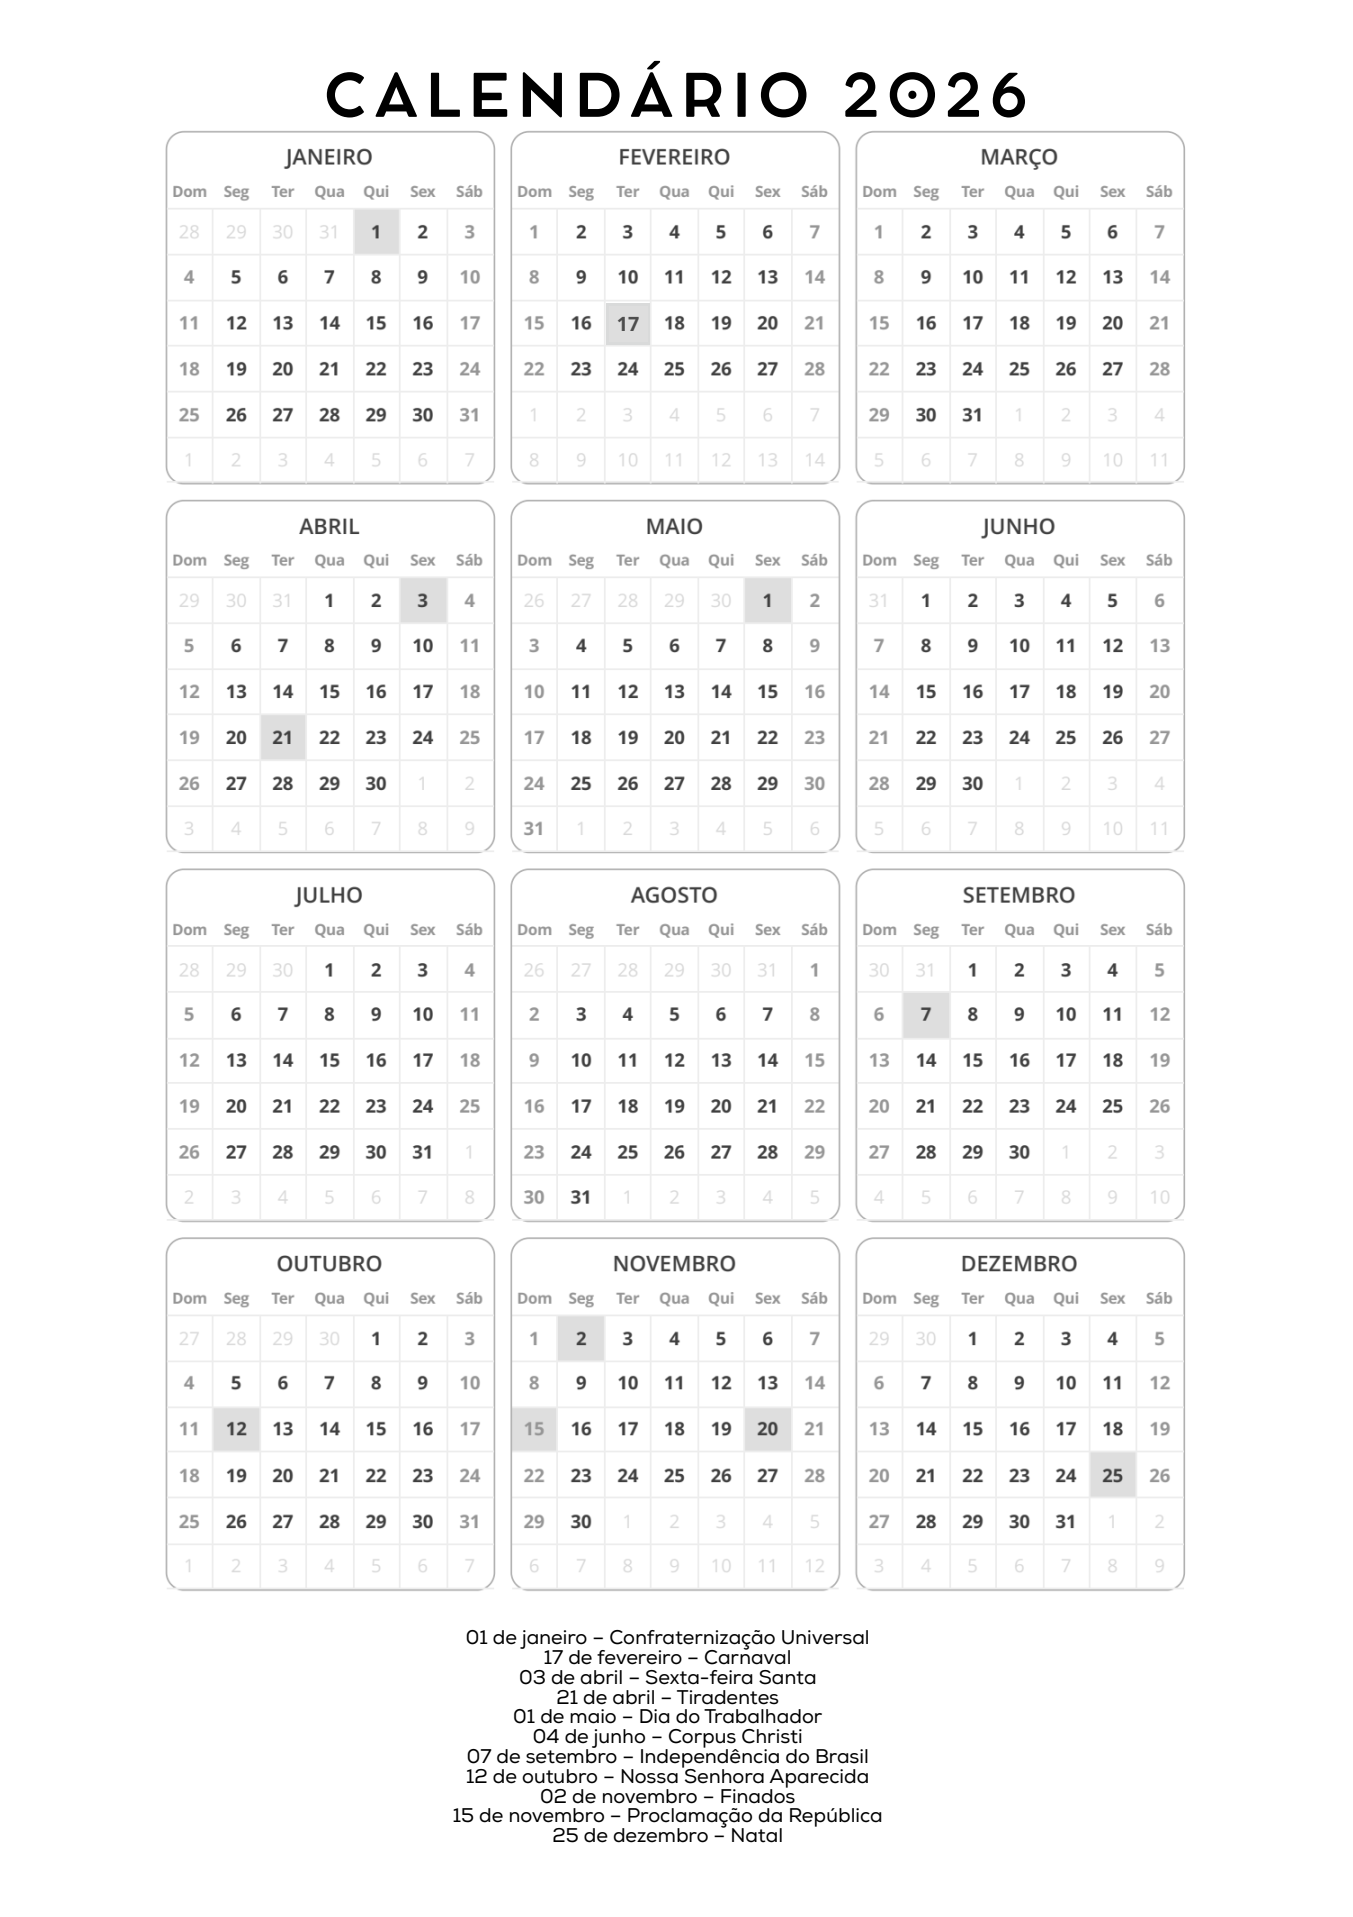 CALENDÁRIO 2026
JANEIRO
Dom Seg Ter Qua Qui Sex Sáb
28 29 30 31 1 2 3
4 5 6 7 8 9 10
11 12 13 14 15 16 17
18 19 20 21 22 23 24
25 26 27 28 29 30 31
1 2 3 4 5 6 7
FEVEREIRO
Dom Seg Ter Qua Qui Sex Sáb
1 2 3 4 5 6 7
8 9 10 11 12 13 14
15 16 17 18 19 20 21
22 23 24 25 26 27 28
1 2 3 4 5 6 7
8 9 10 11 12 13 14
MARÇO
Dom Seg Ter Qua Qui Sex Sáb
1 2 3 4 5 6 7
8 9 10 11 12 13 14
15 16 17 18 19 20 21
22 23 24 25 26 27 28
29 30 31 1 2 3 4
5 6 7 8 9 10 11
ABRIL
Dom Seg Ter Qua Qui Sex Sáb
29 30 31 1 2 3 4
5 6 7 8 9 10 11
12 13 14 15 16 17 18
19 20 21 22 23 24 25
26 27 28 29 30 1 2
3 4 5 6 7 8 9
MAIO
Dom Seg Ter Qua Qui Sex Sáb
26 27 28 29 30 1 2
3 4 5 6 7 8 9
10 11 12 13 14 15 16
17 18 19 20 21 22 23
24 25 26 27 28 29 30
31 1 2 3 4 5 6
JUNHO
Dom Seg Ter Qua Qui Sex Sáb
31 1 2 3 4 5 6
7 8 9 10 11 12 13
14 15 16 17 18 19 20
21 22 23 24 25 26 27
28 29 30 1 2 3 4
5 6 7 8 9 10 11
JULHO
Dom Seg Ter Qua Qui Sex Sáb
28 29 30 1 2 3 4
5 6 7 8 9 10 11
12 13 14 15 16 17 18
19 20 21 22 23 24 25
26 27 28 29 30 31 1
2 3 4 5 6 7 8
AGOSTO
Dom Seg Ter Qua Qui Sex Sáb
26 27 28 29 30 31 1
2 3 4 5 6 7 8
9 10 11 12 13 14 15
16 17 18 19 20 21 22
23 24 25 26 27 28 29
30 31 1 2 3 4 5
SETEMBRO
Dom Seg Ter Qua Qui Sex Sáb
30 31 1 2 3 4 5
6 7 8 9 10 11 12
13 14 15 16 17 18 19
20 21 22 23 24 25 26
27 28 29 30 1 2 3
4 5 6 7 8 9 10
OUTUBRO
Dom Seg Ter Qua Qui Sex Sáb
27 28 29 30 1 2 3
4 5 6 7 8 9 10
11 12 13 14 15 16 17
18 19 20 21 22 23 24
25 26 27 28 29 30 31
1 2 3 4 5 6 7
NOVEMBRO
Dom Seg Ter Qua Qui Sex Sáb
1 2 3 4 5 6 7
8 9 10 11 12 13 14
15 16 17 18 19 20 21
22 23 24 25 26 27 28
29 30 1 2 3 4 5
6 7 8 9 10 11 12
DEZEMBRO
Dom Seg Ter Qua Qui Sex Sáb
29 30 1 2 3 4 5
6 7 8 9 10 11 12
13 14 15 16 17 18 19
20 21 22 23 24 25 26
27 28 29 30 31 1 2
3 4 5 6 7 8 9
01 de janeiro – Confraternização Universal
17 de fevereiro – Carnaval
03 de abril – Sexta-feira Santa
21 de abril – Tiradentes
01 de maio – Dia do Trabalhador
04 de junho – Corpus Christi
07 de setembro – Independência do Brasil
12 de outubro – Nossa Senhora Aparecida
02 de novembro – Finados
15 de novembro – Proclamação da República
25 de dezembro – Natal